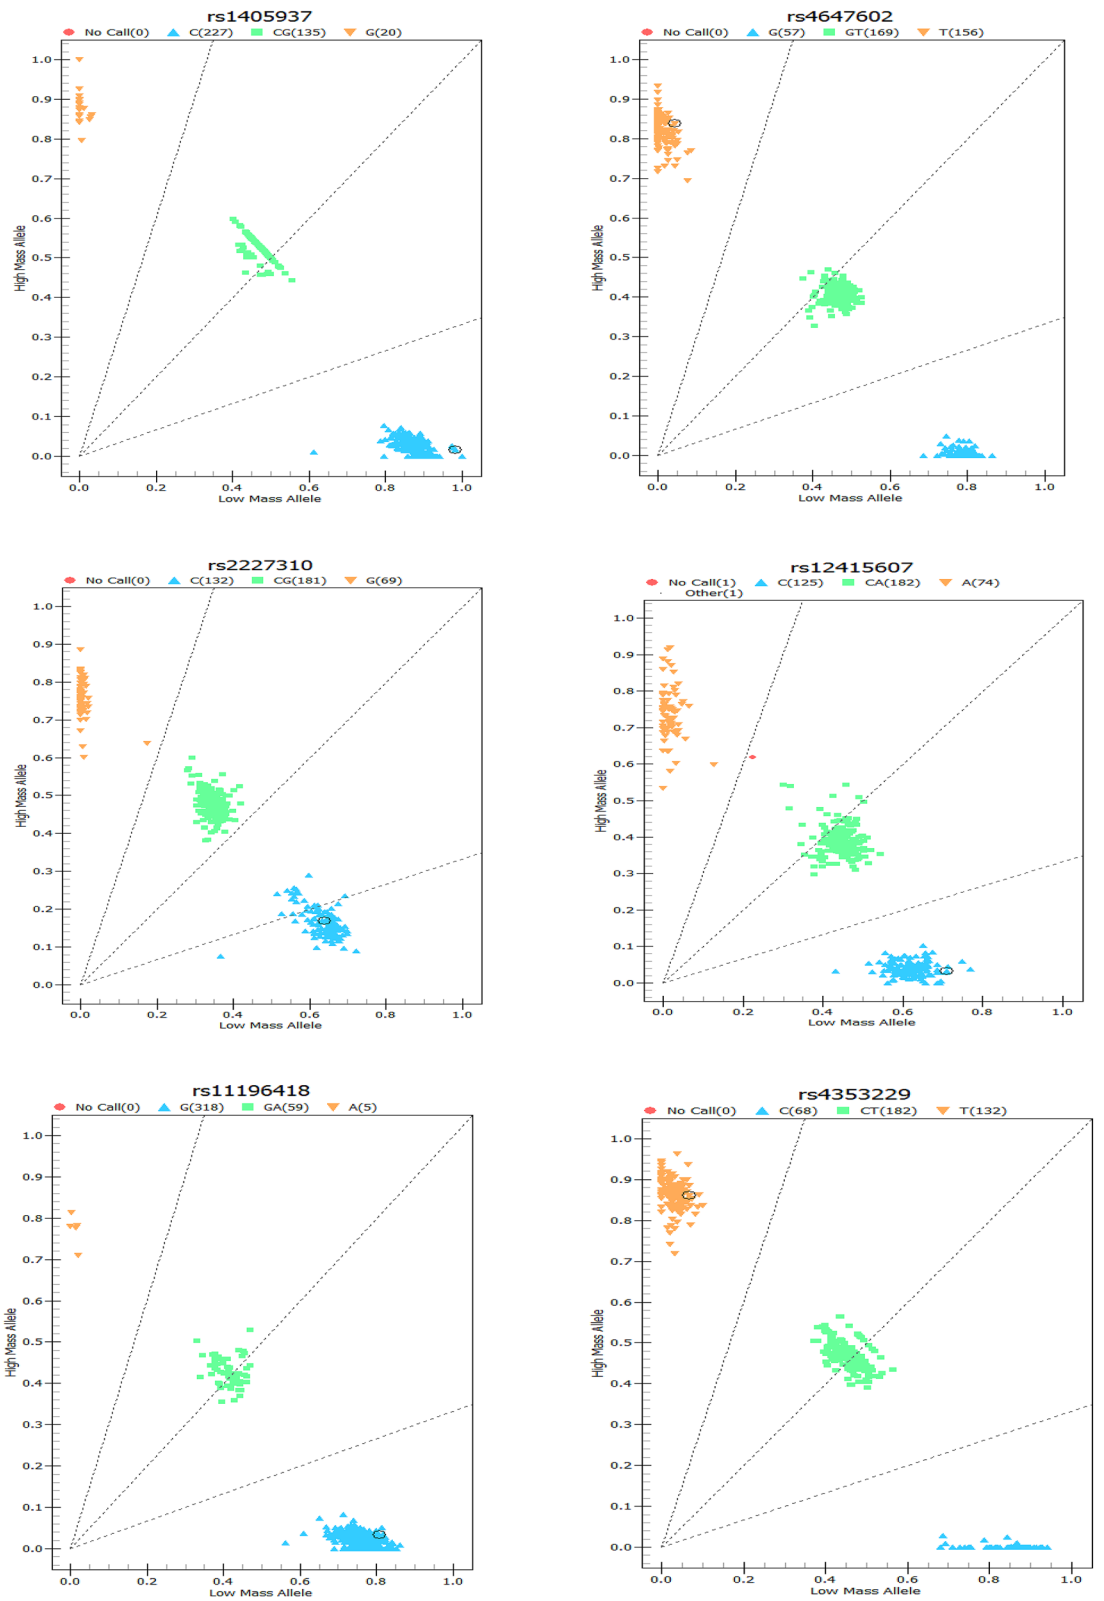 rs1405937
No Call(0) C(227) CG(135) G(20)
1.0
0.9
0.8
0.7
0.6
0.5
0.4
0.3
0.2
0.1
0.0
High Mass Allele
0.0 0.2 0.4 0.6 0.8 1.0
Low Mass Allele
rs4647602
No Call(0) G(57) GT(169) T(156)
1.0
0.9
0.8
0.7
0.6
0.5
0.4
0.3
0.2
0.1
0.0
High Mass Allele
0.0 0.2 0.4 0.6 0.8 1.0
Low Mass Allele
rs2227310
No Call(0) C(132) CG(181) G(69)
1.0
0.9
0.8
0.7
0.6
0.5
0.4
0.3
0.2
0.1
0.0
High Mass Allele
0.0 0.2 0.4 0.6 0.8 1.0
Low Mass Allele
rs12415607
No Call(1) C(125) CA(182) A(74)
Other(1)
1.0
0.9
0.8
0.7
0.6
0.5
0.4
0.3
0.2
0.1
0.0
High Mass Allele
0.0 0.2 0.4 0.6 0.8 1.0
Low Mass Allele
rs11196418
No Call(0) G(318) GA(59) A(5)
1.0
0.9
0.8
0.7
0.6
0.5
0.4
0.3
0.2
0.1
0.0
High Mass Allele
0.0 0.2 0.4 0.6 0.8 1.0
Low Mass Allele
rs4353229
No Call(0) C(68) CT(182) T(132)
1.0
0.9
0.8
0.7
0.6
0.5
0.4
0.3
0.2
0.1
0.0
High Mass Allele
0.0 0.2 0.4 0.6 0.8 1.0
Low Mass Allele